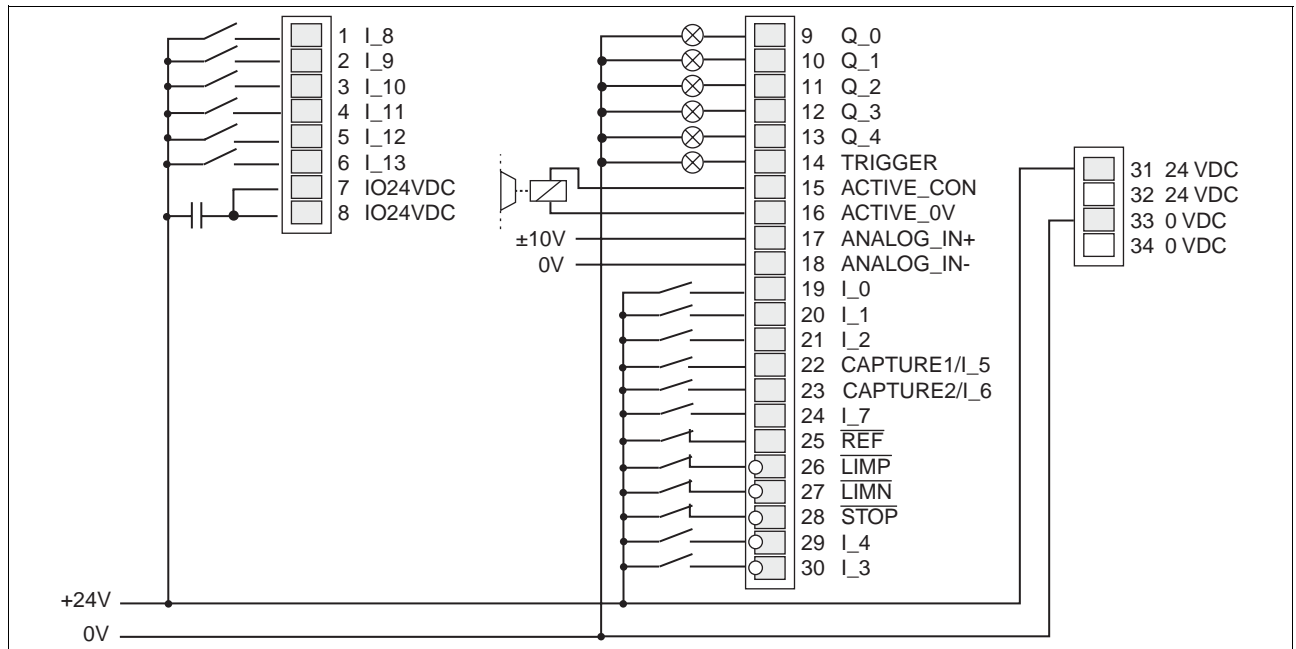 1 I_8
2 I_9
3 I_10
4 I_11
5 I_12
6 I_13
7 IO24VDC
8 IO24VDC
9 Q_0
10 Q_1
11 Q_2
12 Q_3
13 Q_4
14 TRIGGER
15 ACTIVE_CON
16 ACTIVE_0V
17 ANALOG_IN+
18 ANALOG_IN-
19 I_0
20 I_1
21 I_2
22 CAPTURE1/I_5
23 CAPTURE2/I_6
24 I_7
25 REF
26 LIMP
27 LIMN
28 STOP
29 I_4
30 I_3
±10V
0V
31 24 VDC
32 24 VDC
33 0 VDC
34 0 VDC
+24V
0V